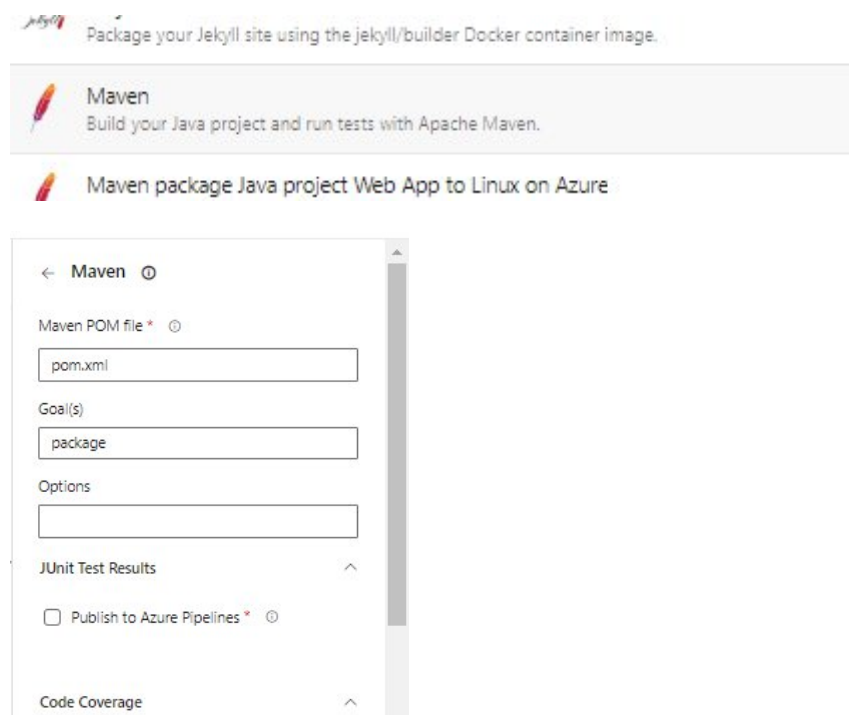 jekyll
Package your Jekyll site using the jekyll/builder Docker container image.
Maven
Build your Java project and run tests with Apache Maven.
Maven package Java project Web App to Linux on Azure
← Maven
Maven POM file *
pom.xml
Goal(s)
package
Options
JUnit Test Results
Publish to Azure Pipelines *
Code Coverage